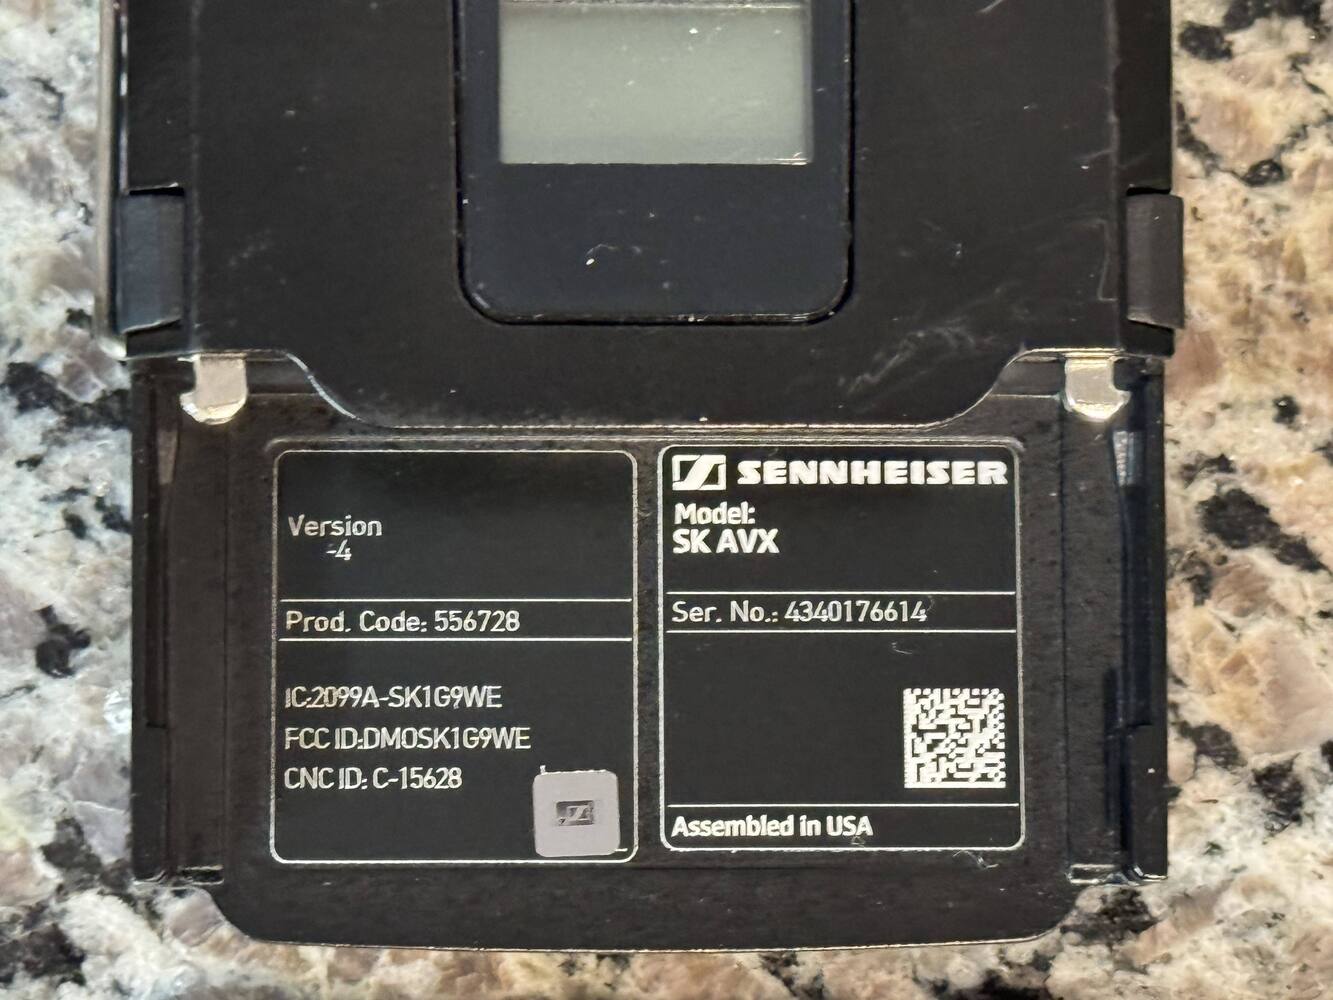 Version
-4
Prod. Code: 556728
IC:2099A-SK1G9WE
FCC ID:DMOSK1G9WE
CNC ID: C-15628
SENNHEISER
Model:
SK AVX
Ser. No.: 4340176614
Assembled in USA